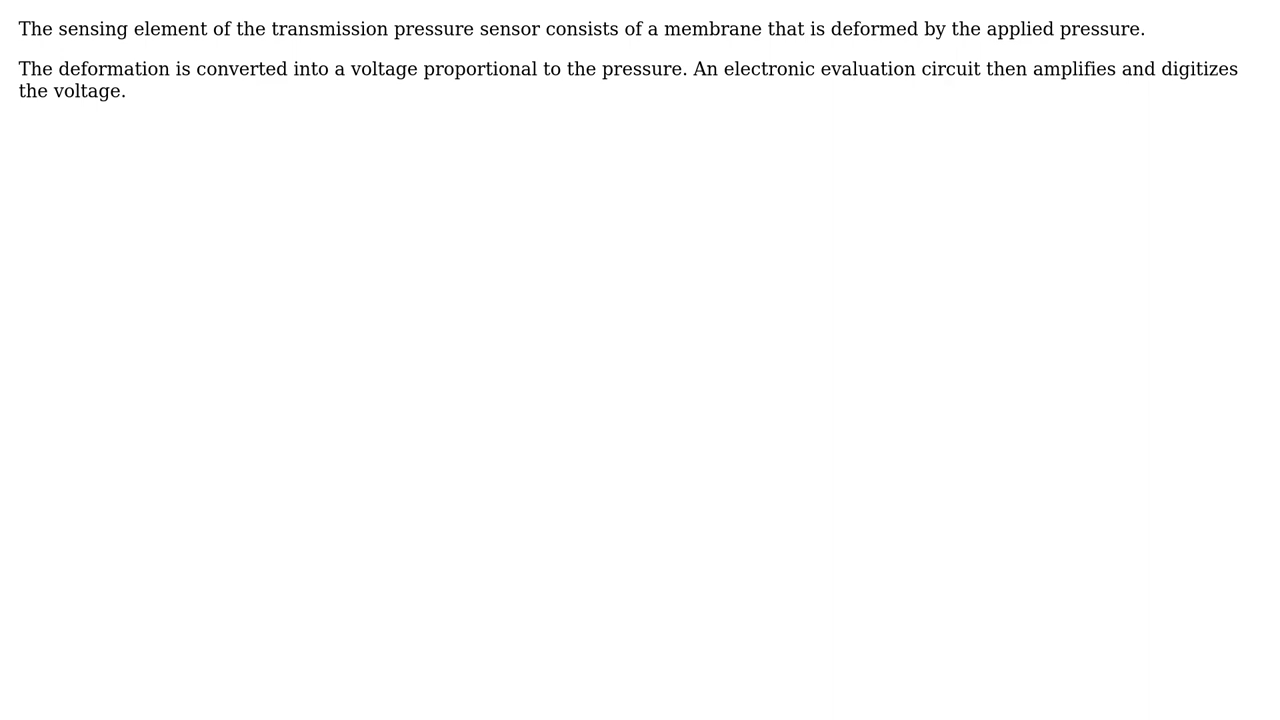 The sensing element of the transmission pressure sensor consists of a membrane that is deformed by the applied pressure.
The deformation is converted into a voltage proportional to the pressure. An electronic evaluation circuit then amplifies and digitizes
the voltage.